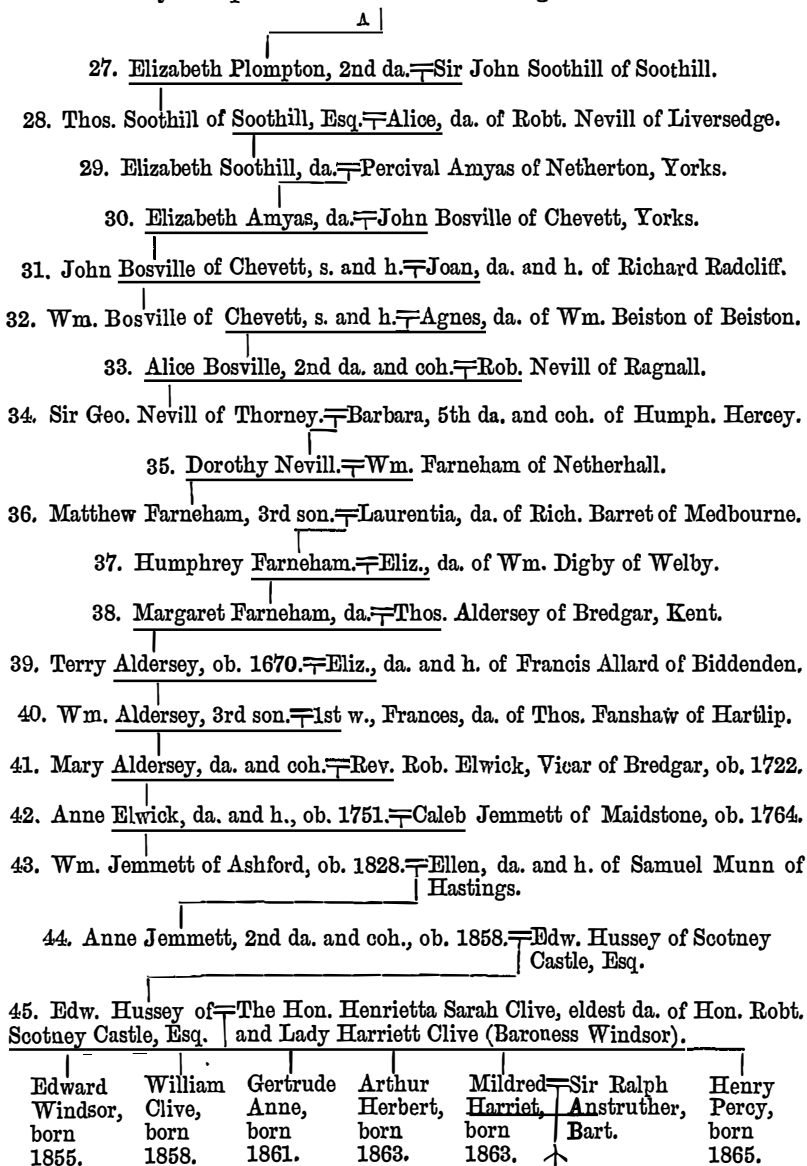 A
27. Elizabeth Plompton, 2nd da.=Sir John Soothill of Soothill.
28. Thos. Soothill of Soothill, Esq.=Alice, da. of Robt. Nevill of Liversedge.
29. Elizabeth Soothill, da.=Percival Amyas of Netherton, Yorks.
30. Elizabeth Amyas, da.=John Bosville of Chevett, Yorks.
31. John Bosville of Chevett, s. and h.=Joan, da. and h. of Richard Radcliff.
32. Wm. Bosville of Chevett, s. and h.=Agnes, da. of Wm. Beiston of Beiston.
33. Alice Bosville, 2nd da. and coh.=Rob. Nevill of Ragnall.
34. Sir Geo. Nevill of Thorney.=Barbara, 5th da. and coh. of Humph. Hercey.
35. Dorothy Nevill.=Wm. Farneham of Netherhall.
36. Matthew Farneham, 3rd son.=Laurentia, da. of Rich. Barret of Medbourne.
37. Humphrey Farneham.=Eliz., da. of Wm. Digby of Welby.
38. Margaret Farneham, da.=Thos. Aldersey of Bredgar, Kent.
39. Terry Aldersey, ob. 1670.=Eliz., da. and h. of Francis Allard of Biddenden.
40. Wm. Aldersey, 3rd son.=1st w., Frances, da. of Thos. Fanshaw of Hartlip.
41. Mary Aldersey, da. and coh.=Rev. Rob. Elwick, Vicar of Bredgar, ob. 1722.
42. Anne Elwick, da. and h., ob. 1751.=Caleb Jemmett of Maidstone, ob. 1764.
43. Wm. Jemmett of Ashford, ob. 1828.=Ellen, da. and h. of Samuel Munn of
Hastings.
44. Anne Jemmett, 2nd da. and coh., ob. 1858.=Edw. Hussey of Scotney
Castle, Esq.
45. Edw. Hussey of=The Hon. Henrietta Sarah Clive, eldest da. of Hon. Robt.
Scotney Castle, Esq. and Lady Harriett Clive (Baroness Windsor).
Edward William Gertrude Arthur Mildred=Sir Ralph Henry
Windsor, Clive, Anne, Herbert, Harriet, Anstruther, Percy,
born born born born born Bart. born
1855. 1858. 1861. 1863. 1863. 1865.